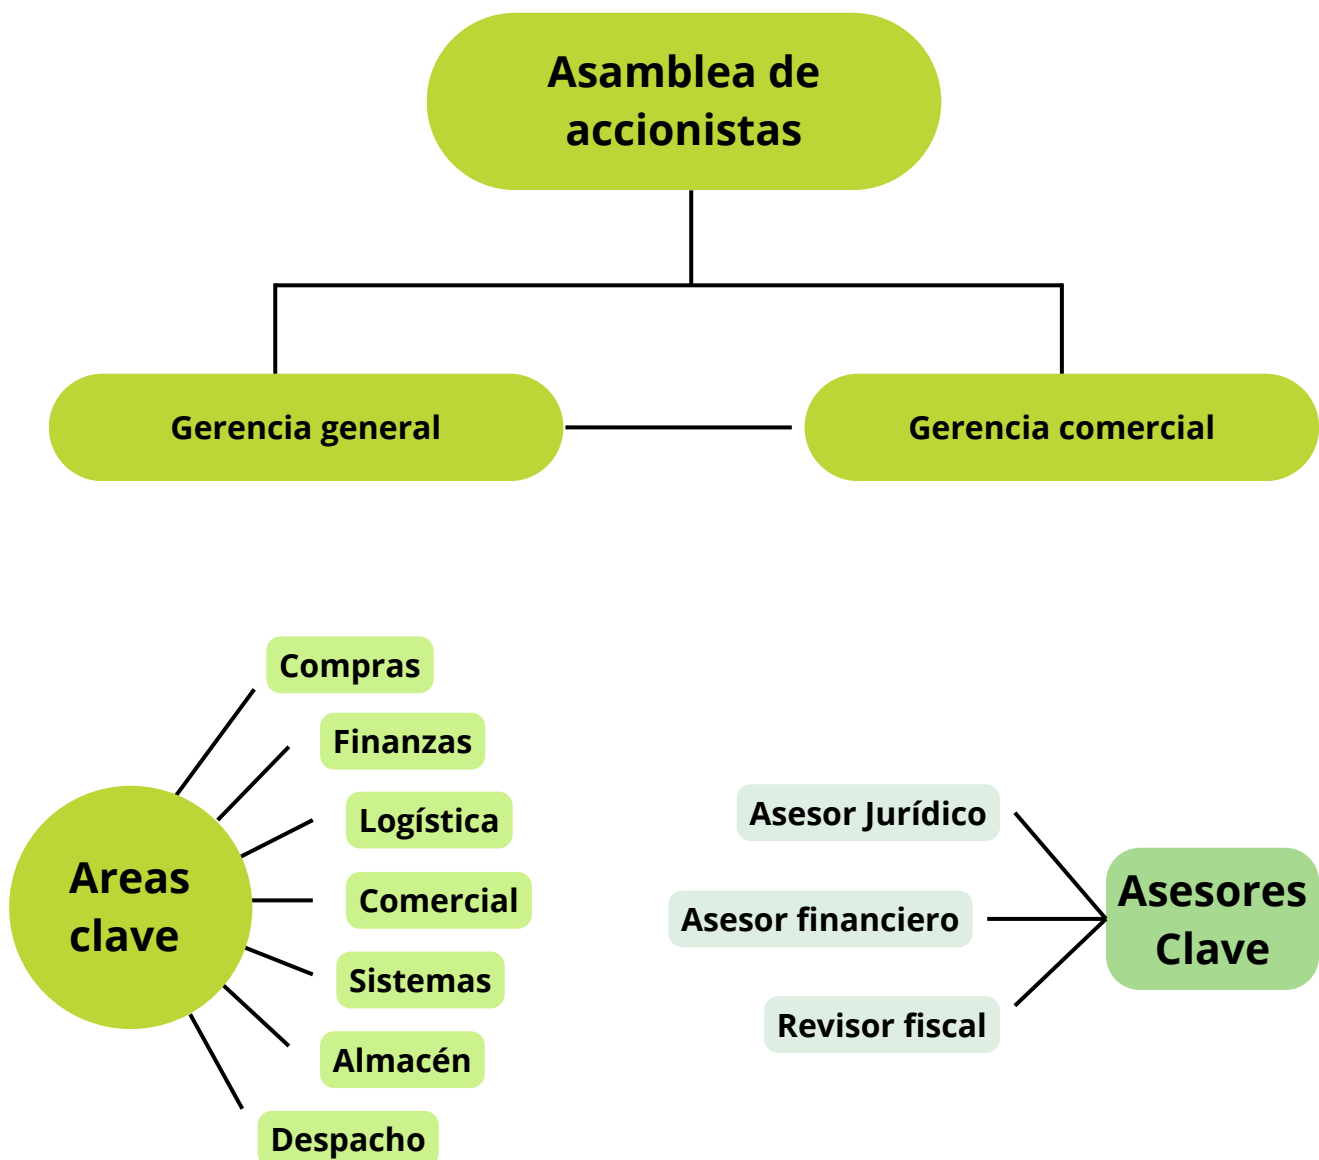 Asamblea de
accionistas
Gerencia general
Gerencia comercial
Compras
Finanzas
Logística
Comercial
Sistemas
Almacén
Despacho
Areas
clave
Asesor Jurídico
Asesor financiero
Revisor fiscal
Asesores
Clave